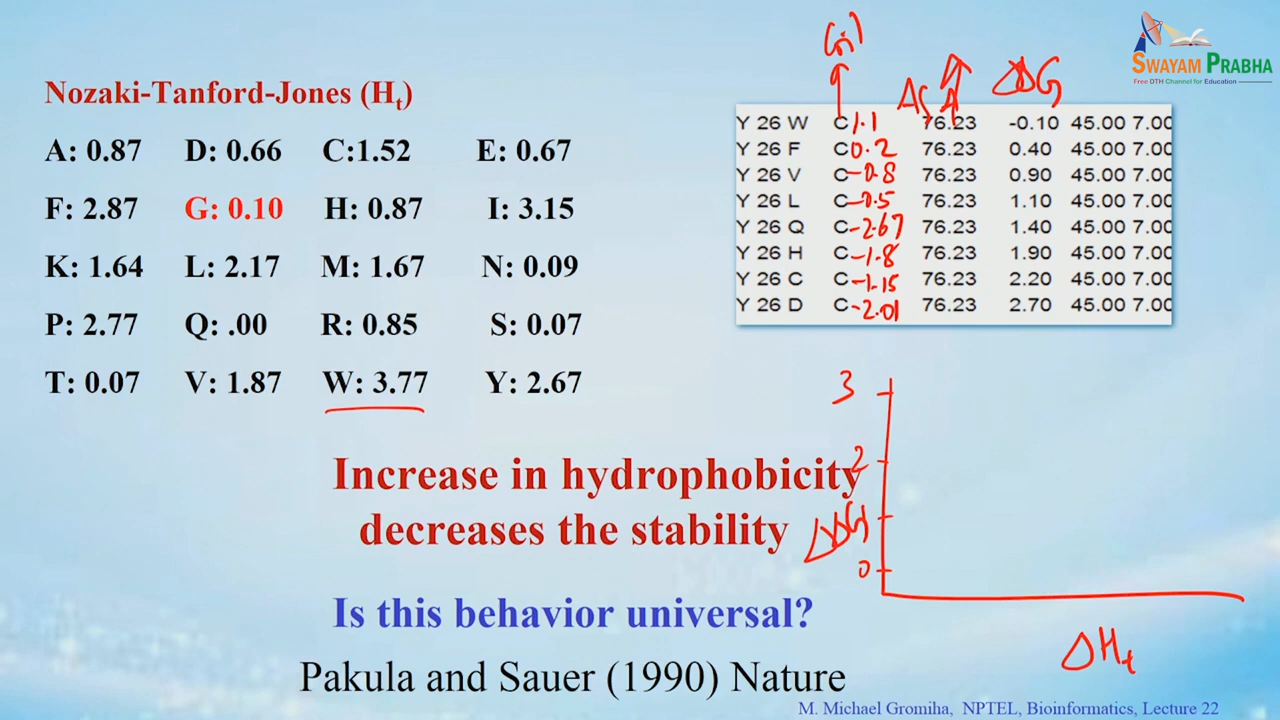 SWAYAM PRABHA
Free DTH Channel for Education
Nozaki-Tanford-Jones (Ht)
A: 0.87 D: 0.66 C:1.52 E: 0.67
F: 2.87 G: 0.10 H: 0.87 I: 3.15
K: 1.64 L: 2.17 M: 1.67 N: 0.09
P: 2.77 Q: .00 R: 0.85 S: 0.07
T: 0.07 V: 1.87 W: 3.77 Y: 2.67
ΔΔG
Y 26 W C 1.1 76.23 -0.10 45.00 7.00
Y 26 F C 0.2 76.23 0.40 45.00 7.00
Y 26 V C -0.8 76.23 0.90 45.00 7.00
Y 26 L C -0.5 76.23 1.10 45.00 7.00
Y 26 Q C -2.67 76.23 1.40 45.00 7.00
Y 26 H C -1.8 76.23 1.90 45.00 7.00
Y 26 C C -1.15 76.23 2.20 45.00 7.00
Y 26 D C -2.01 76.23 2.70 45.00 7.00
3
2
1
0
ΔΔG
ΔHt
Increase in hydrophobicity
decreases the stability
Is this behavior universal?
Pakula and Sauer (1990) Nature
M. Michael Gromiha, NPTEL, Bioinformatics, Lecture 22